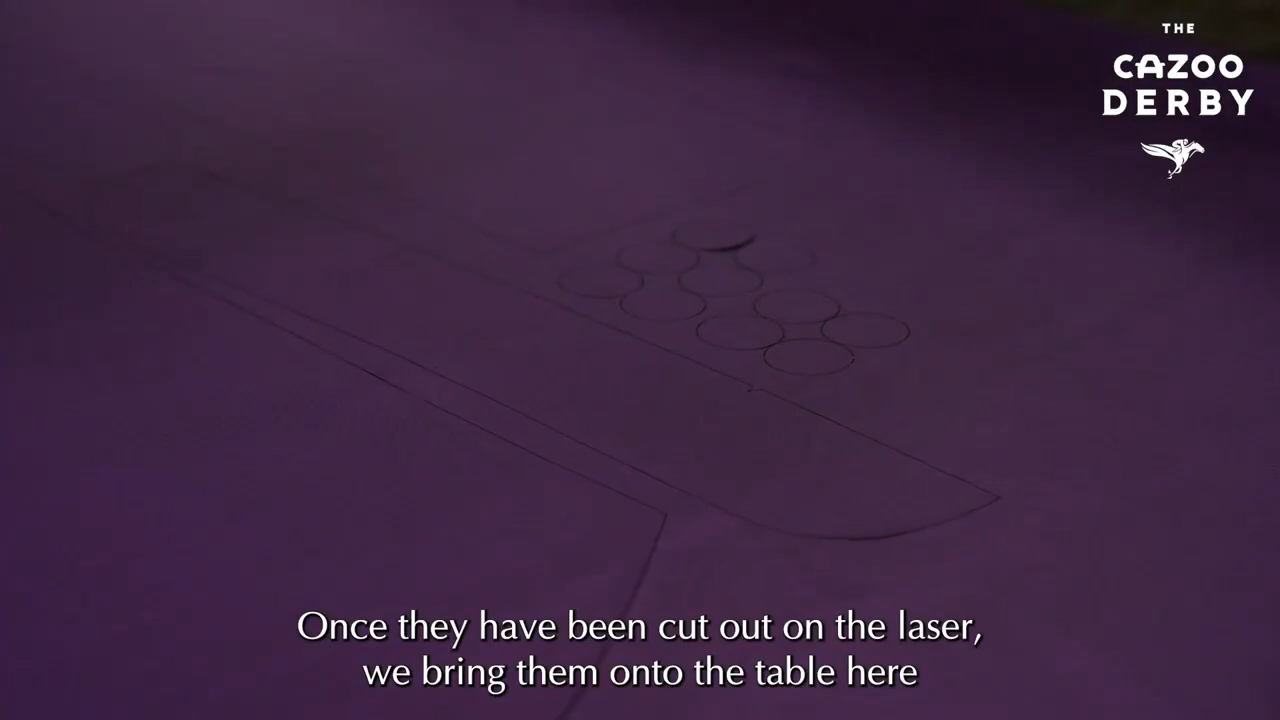 THE
CAZOO
DERBY
Once they have been cut out on the laser,
we bring them onto the table here